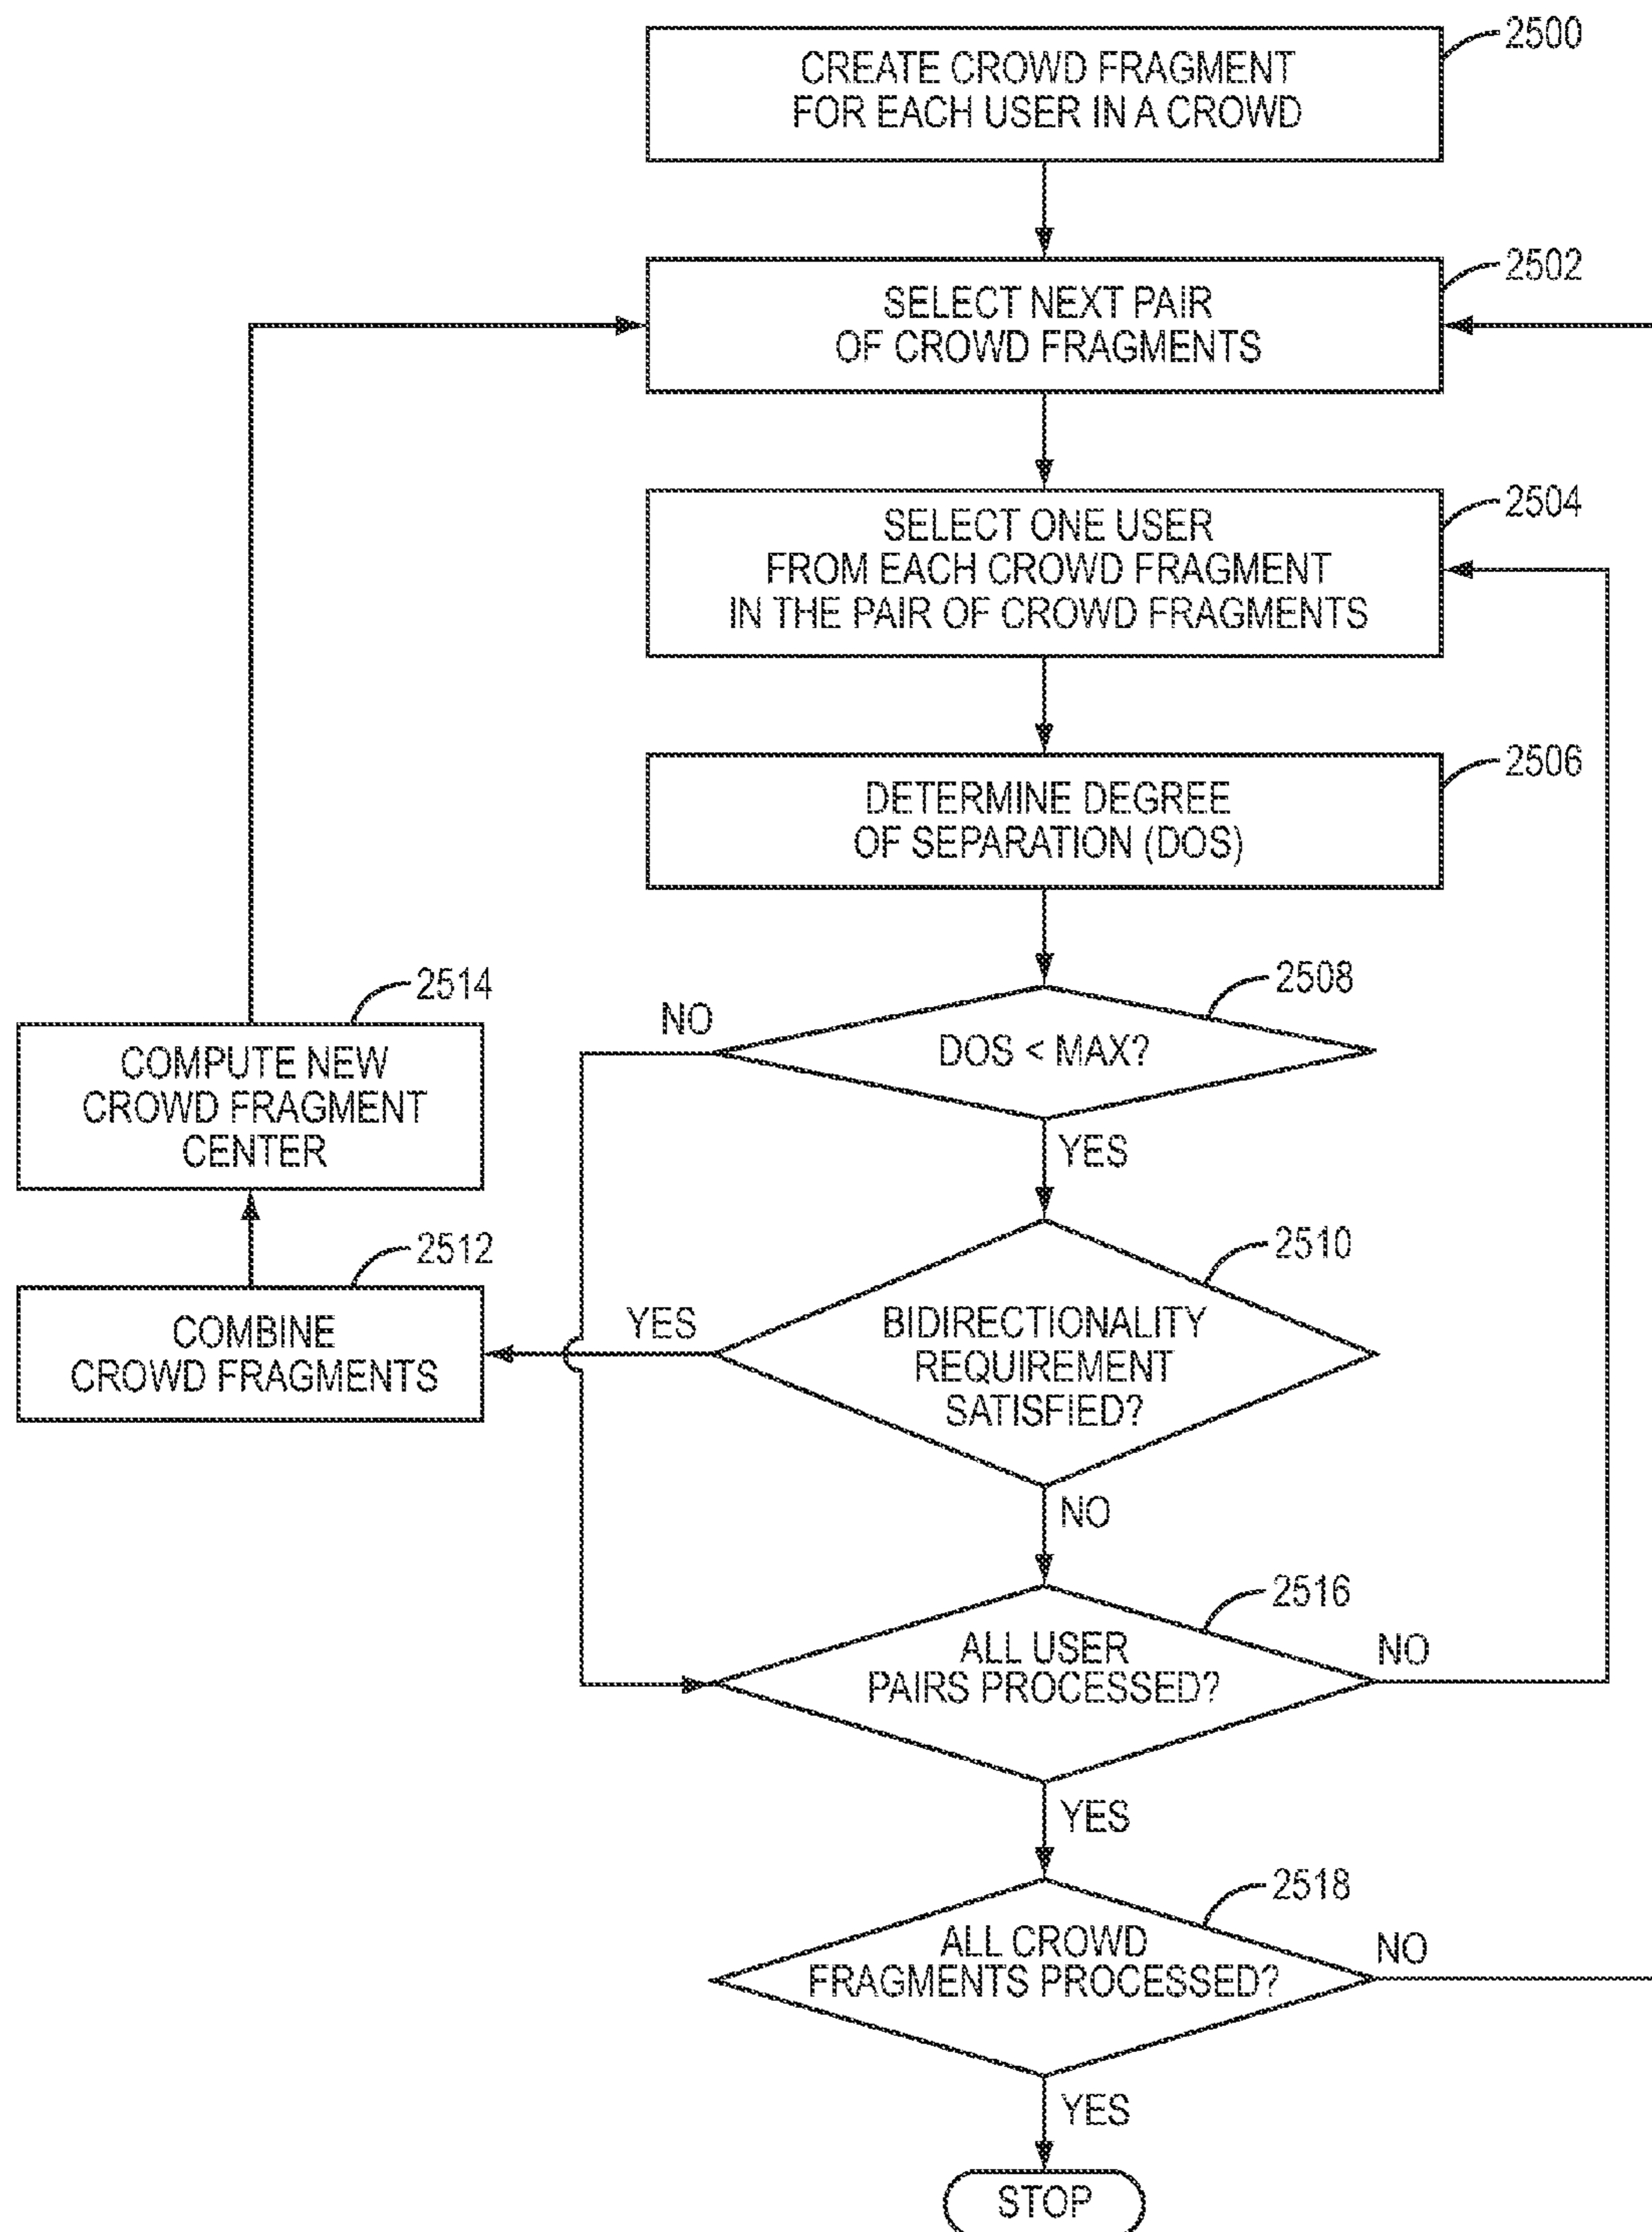 2500
CREATE CROWD FRAGMENT
FOR EACH USER IN A CROWD
2502
SELECT NEXT PAIR
OF CROWD FRAGMENTS
2504
SELECT ONE USER
FROM EACH CROWD FRAGMENT
IN THE PAIR OF CROWD FRAGMENTS
2506
DETERMINE DEGREE
OF SEPARATION (DOS)
2508
NO
DOS < MAX?
YES
2514
COMPUTE NEW
CROWD FRAGMENT
CENTER
2512
COMBINE
CROWD FRAGMENTS
2510
YES
BIDIRECTIONALITY
REQUIREMENT
SATISFIED?
NO
2516
ALL USER
PAIRS PROCESSED?
NO
YES
2518
ALL CROWD
FRAGMENTS PROCESSED?
NO
YES
STOP